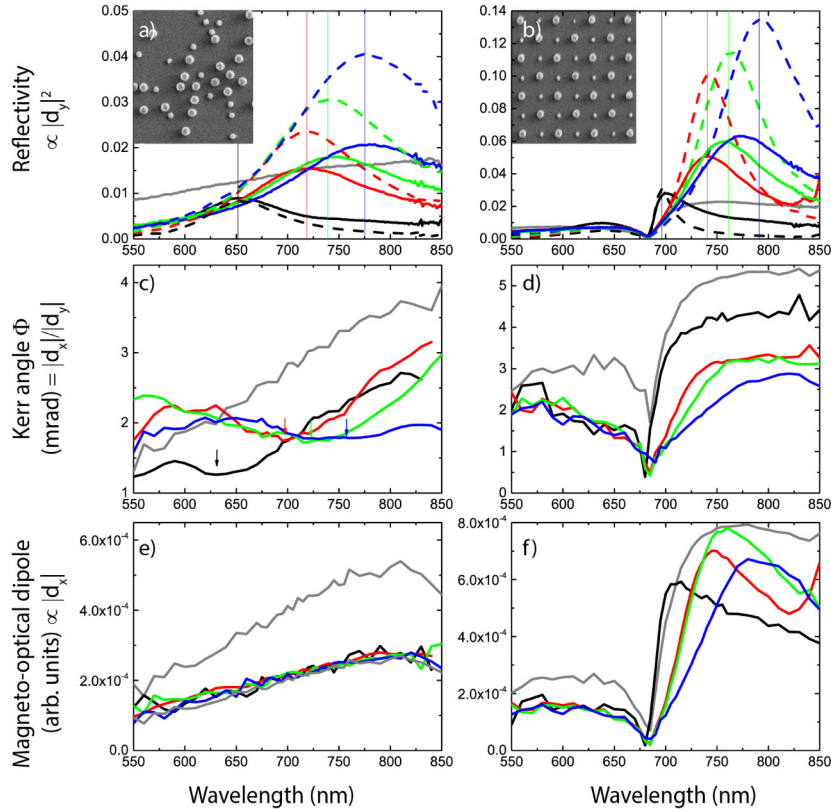 a)
b)
Reflectivity
∝ |dy|²
0.05
0.04
0.03
0.02
0.01
0.00
550 600 650 700 750 800 850
0.14
0.12
0.10
0.08
0.06
0.04
0.02
0.00
550 600 650 700 750 800 850
c)
d)
Kerr angle Φ
(mrad) = |dx|/|dy|
4
3
2
1
550 600 650 700 750 800 850
5
4
3
2
1
0
550 600 650 700 750 800 850
e)
f)
Magneto-optical dipole
(arb. units) ∝ |dx|
6.0x10⁻⁴
4.0x10⁻⁴
2.0x10⁻⁴
0.0
550 600 650 700 750 800 850
8.0x10⁻⁴
6.0x10⁻⁴
4.0x10⁻⁴
2.0x10⁻⁴
0.0
550 600 650 700 750 800 850
Wavelength (nm)
Wavelength (nm)